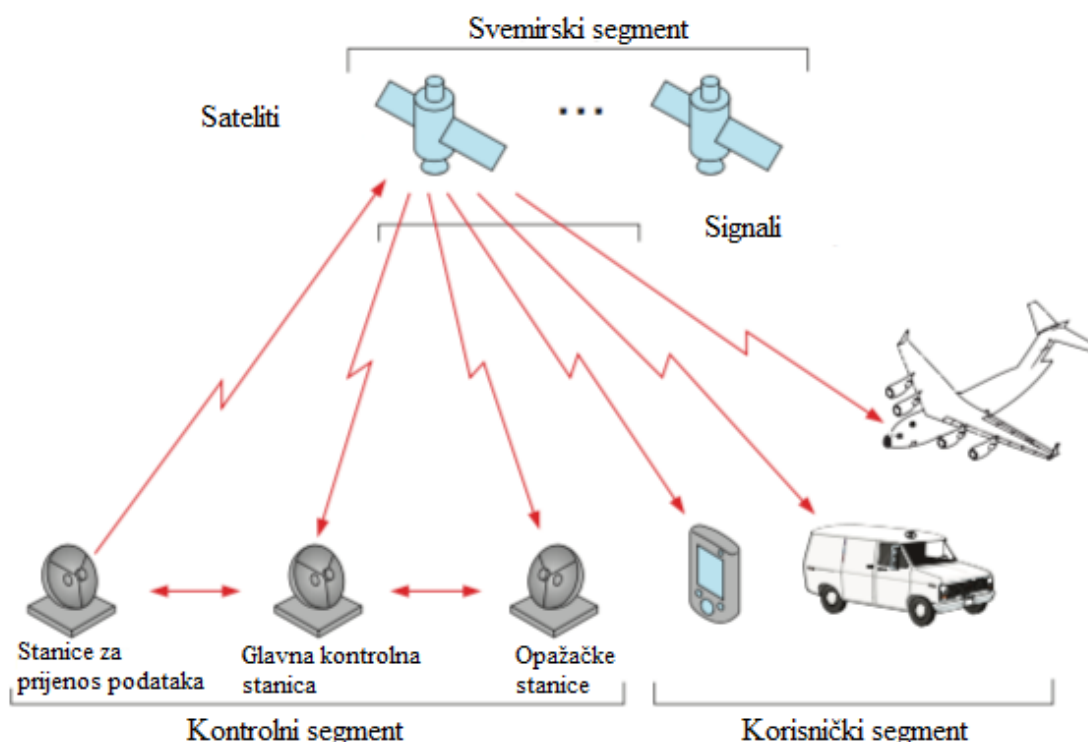 Svemirski segment
Sateliti
Signali
Stanice za
prijenos podataka
Glavna kontrolna
stanica
Opažačke
stanice
Kontrolni segment
Korisnički segment